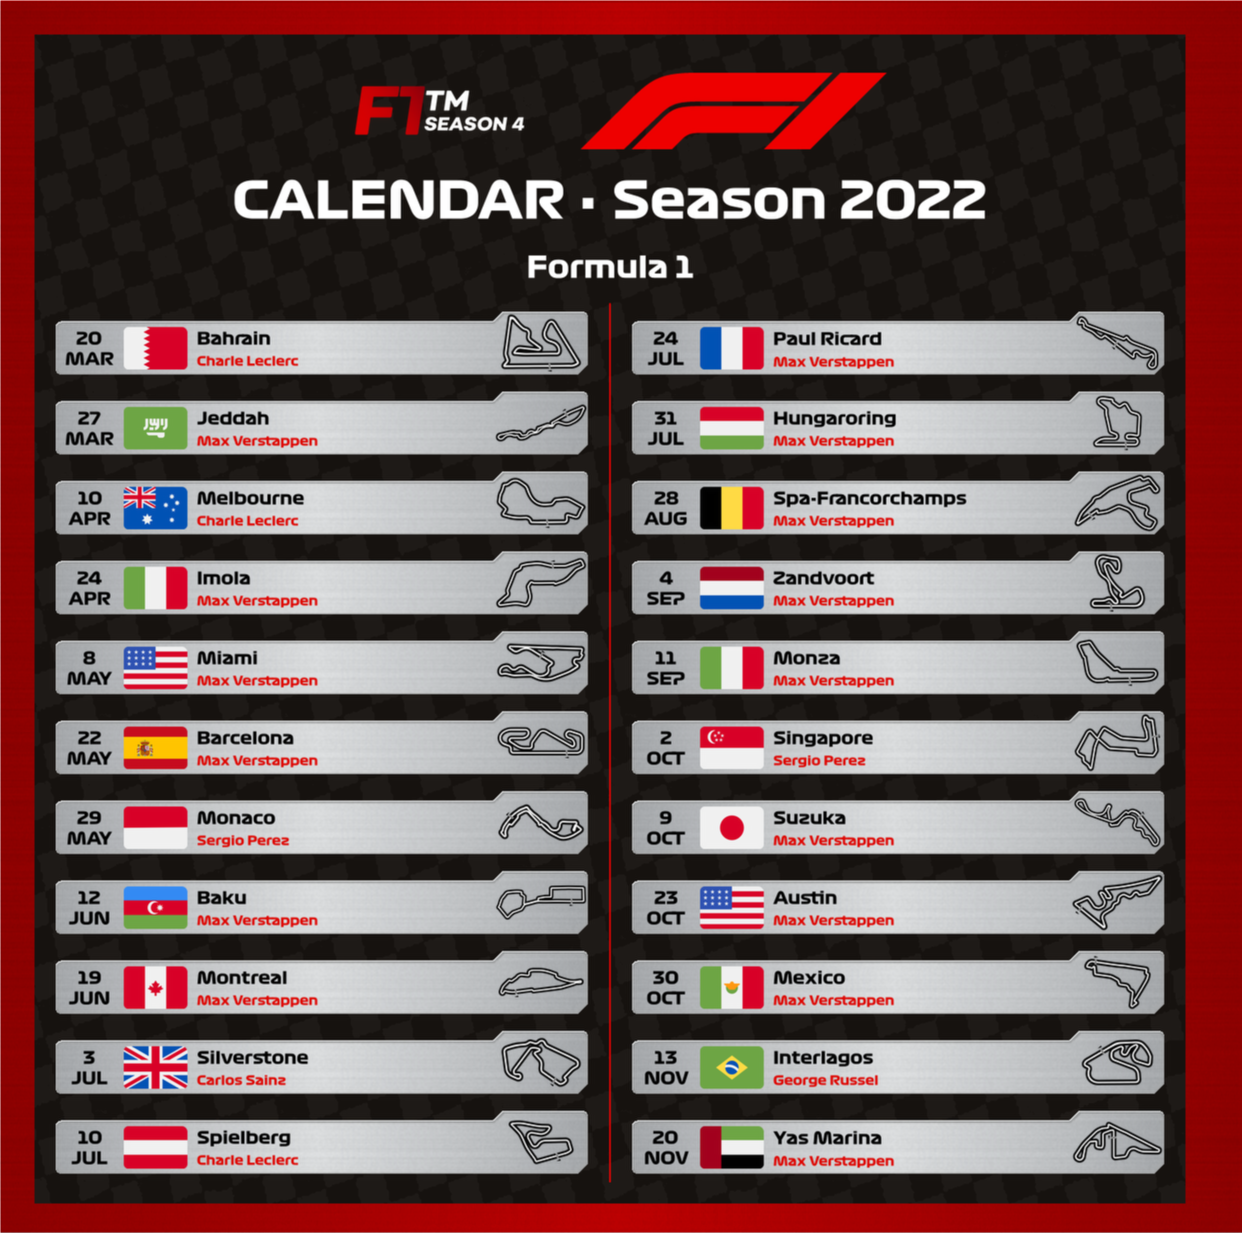 F1 TM
SEASON 4
CALENDAR · Season 2022
Formula 1
20 MAR
Bahrain
Charle Leclerc
27 MAR
Jeddah
Max Verstappen
10 APR
Melbourne
Charle Leclerc
24 APR
Imola
Max Verstappen
8 MAY
Miami
Max Verstappen
22 MAY
Barcelona
Max Verstappen
29 MAY
Monaco
Sergio Perez
12 JUN
Baku
Max Verstappen
19 JUN
Montreal
Max Verstappen
3 JUL
Silverstone
Carlos Sainz
10 JUL
Spielberg
Charle Leclerc
24 JUL
Paul Ricard
Max Verstappen
31 JUL
Hungaroring
Max Verstappen
28 AUG
Spa-Francorchamps
Max Verstappen
4 SEP
Zandvoort
Max Verstappen
11 SEP
Monza
Max Verstappen
2 OCT
Singapore
Sergio Perez
9 OCT
Suzuka
Max Verstappen
23 OCT
Austin
Max Verstappen
30 OCT
Mexico
Max Verstappen
13 NOV
Interlagos
George Russel
20 NOV
Yas Marina
Max Verstappen